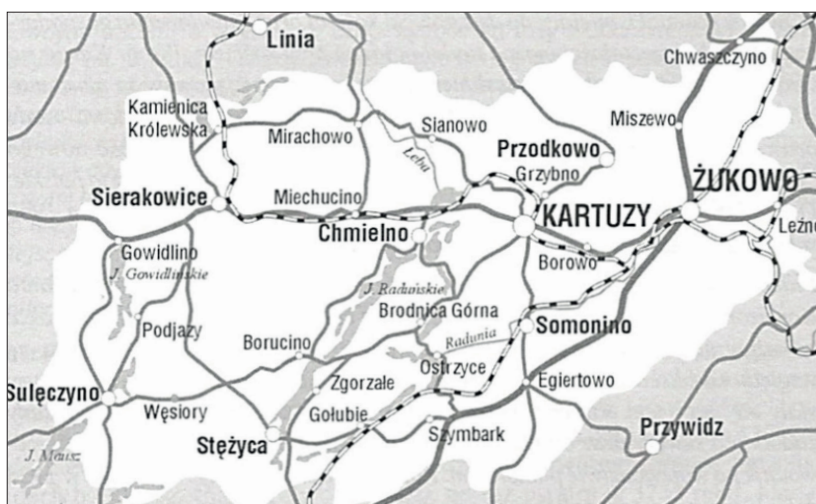 Linia
Chwaszczyno
Kamienica
Królewska
Mirachowo
Sianowo
Miszewo
Przodkowo
Łeba
Grzybno
ŻUKOWO
Sierakowice
Miechucino
KARTUZY
Chmielno
Leźno
Gowidlino
Borowo
J. Gowidlińskie
J. Raduńskie
Brodnica Górna
Podjazy
Radunia
Somonino
Borucino
Ostrzyce
Zgorzałe
Egiertowo
Sulęczyno
Węsiory
Gołubie
Stężyca
Szymbark
Przywidz
J. Mausz